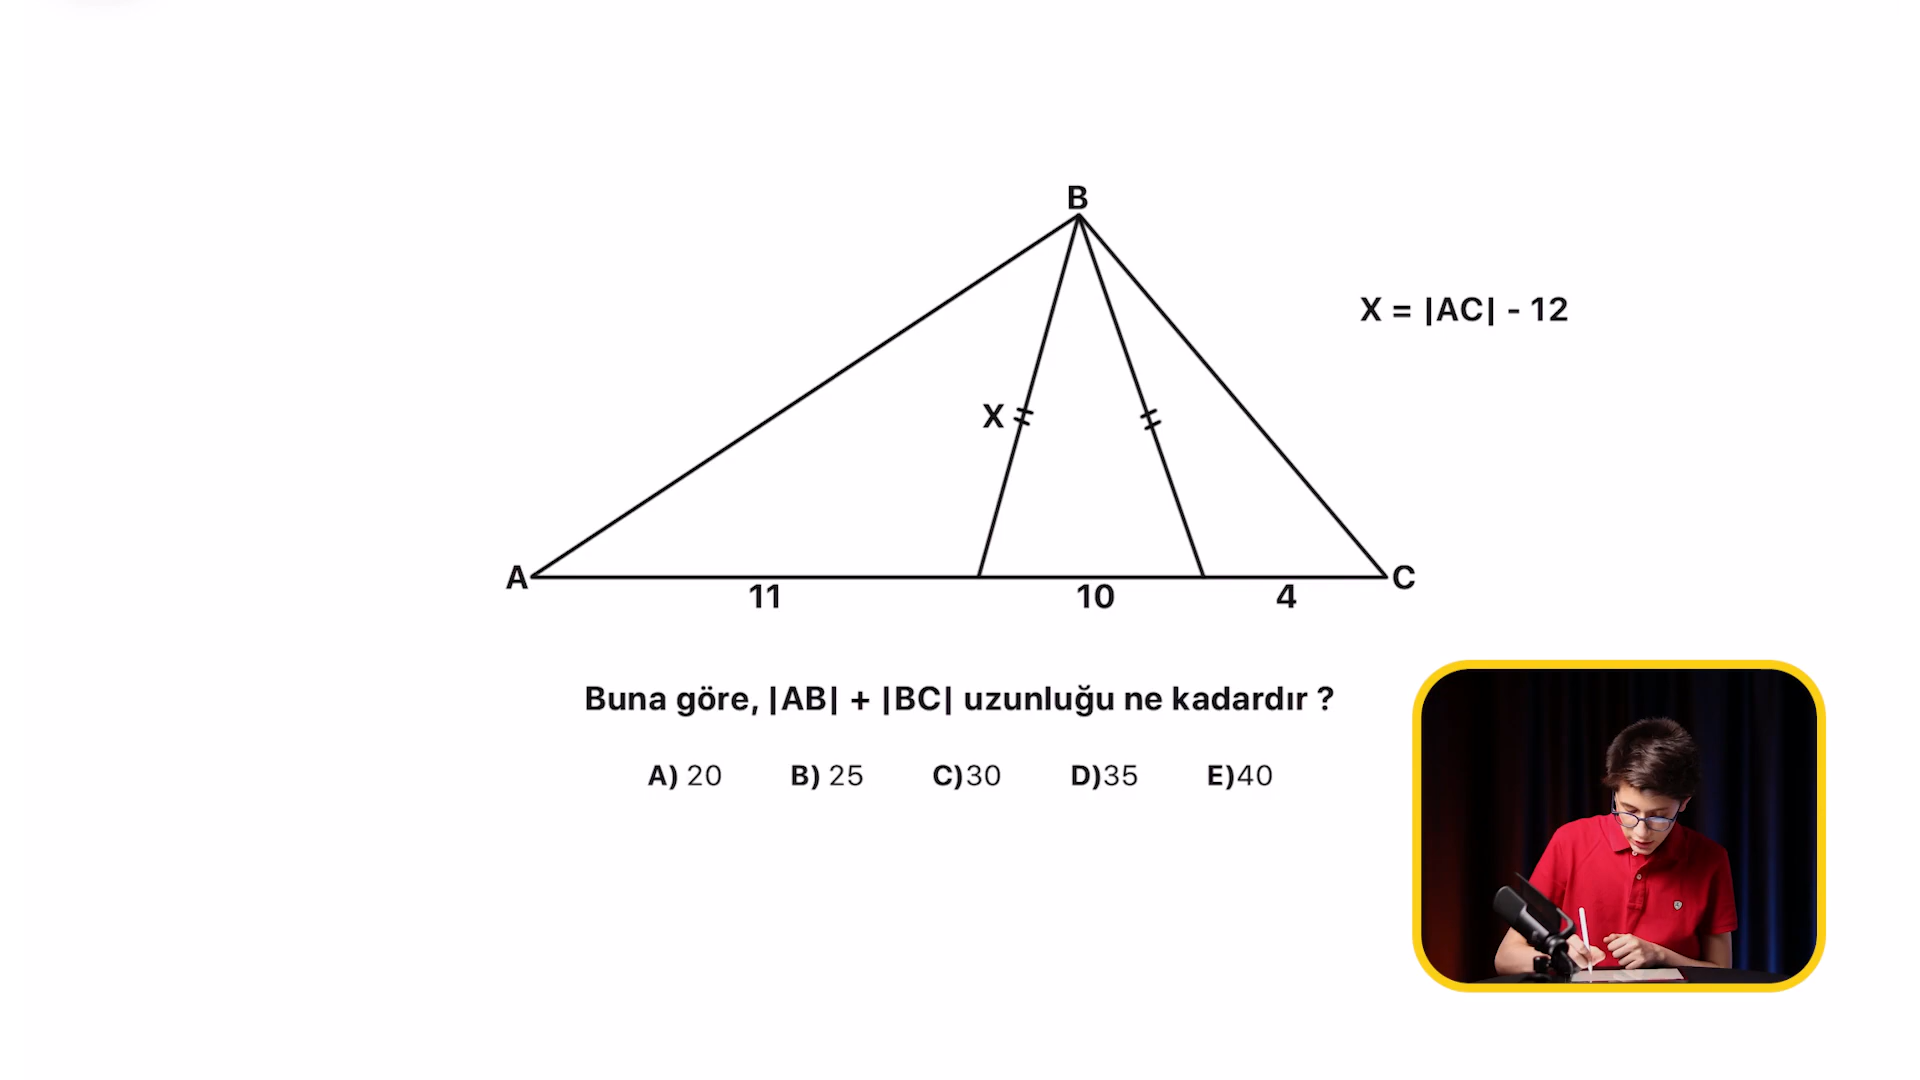 B
X = |AC| - 12
X
A
C
11
10
4
Buna göre, |AB| + |BC| uzunluğu ne kadardır ?
A) 20 B) 25 C)30 D)35 E)40